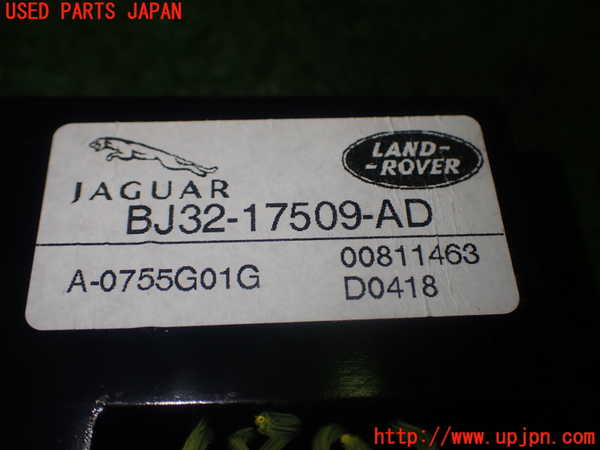 USED PARTS JAPAN
JAGUAR
LAND-
-ROVER
BJ32-17509-AD
A-0755G01G
00811463
D0418
http://www.upjpn.com